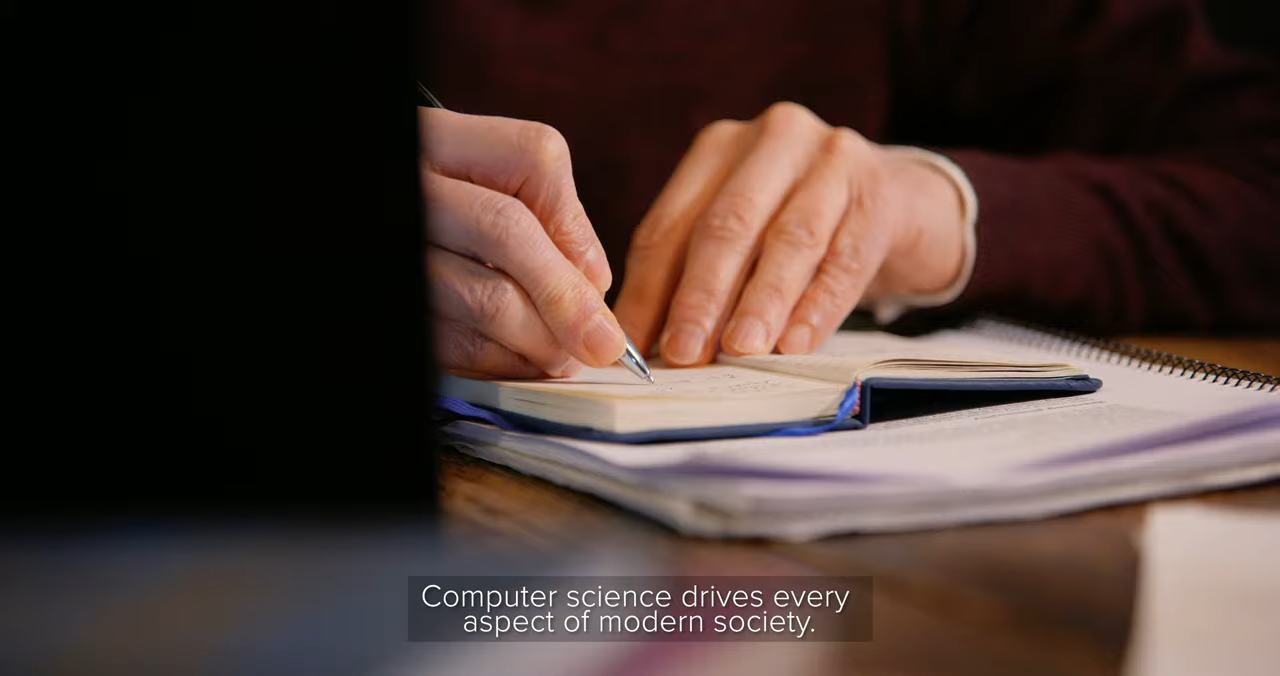 Computer science drives every
aspect of modern society.